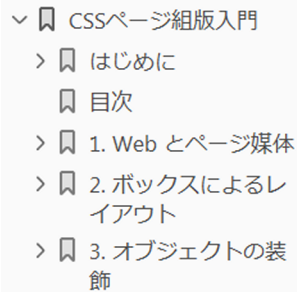 CSSページ組版入門
はじめに
目次
1. Web とページ媒体
2. ボックスによるレ
イアウト
3. オブジェクトの装
飾